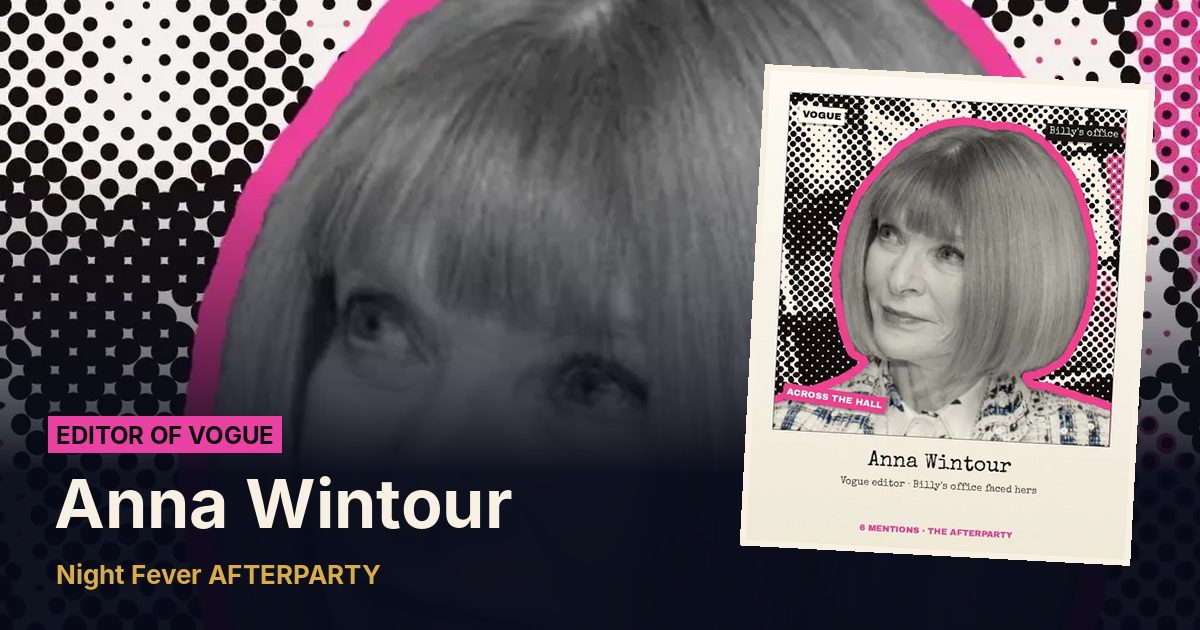 EDITOR OF VOGUE
Anna Wintour
Night Fever AFTERPARTY
VOGUE
Billy's office
ACROSS THE HALL
Anna Wintour
Vogue editor · Billy's office faced hers
6 MENTIONS · THE AFTERPARTY